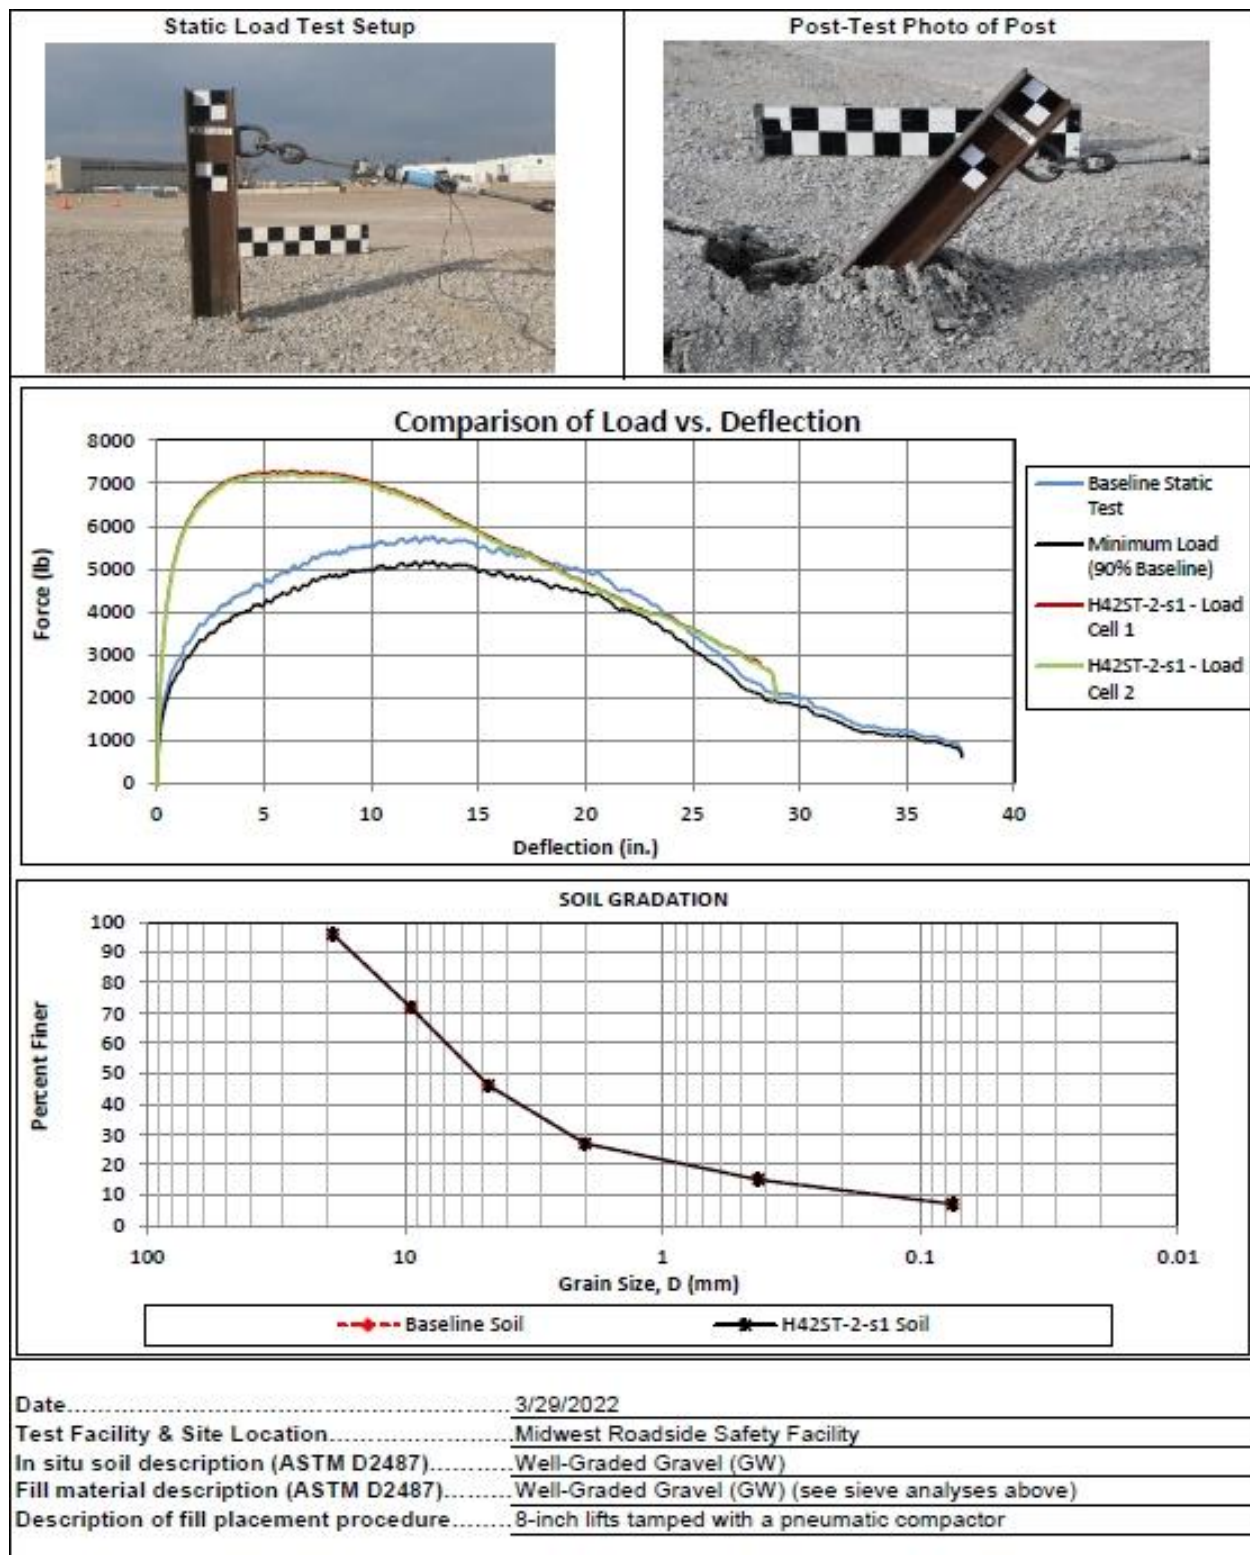 Static Load Test Setup
Post-Test Photo of Post
Comparison of Load vs. Deflection
8000
7000
6000
5000
4000
3000
2000
1000
0
Force (lb)
0 5 10 15 20 25 30 35 40
Deflection (in.)
Baseline Static
Test
Minimum Load
(90% Baseline)
H42ST-2-s1 - Load
Cell 1
H42ST-2-s1 - Load
Cell 2
SOIL GRADATION
100
90
80
70
60
50
40
30
20
10
0
Percent Finer
100 10 1 0.1 0.01
Grain Size, D (mm)
Baseline Soil
H42ST-2-s1 Soil
Date.................................................... 3/29/2022
Test Facility & Site Location...................... Midwest Roadside Safety Facility
In situ soil description (ASTM D2487).......... Well-Graded Gravel (GW)
Fill material description (ASTM D2487)........ Well-Graded Gravel (GW) (see sieve analyses above)
Description of fill placement procedure....... 8-inch lifts tamped with a pneumatic compactor